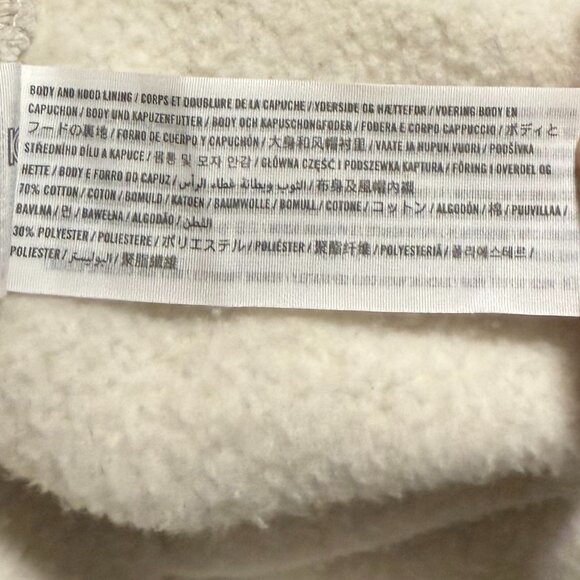 BODY AND HOOD LINING / CORPS ET DOUBLURE DE LA CAPUCHE / YDERSIDE OG HÆTTEFOR / VOERING BODY EN
CAPUCHON / BODY UND KAPUZENFUTTER / BODY OCH KAPUSCHONGFODER / FODERA E CORPO CAPPUCCIO / ボディと
フードの裏地 / FORRO DE CUERPO Y CAPUCHÓN / 大身和风帽衬里 / VAATE JA HUPUN VUORI / PODŠÍVKA
STŘEDNÍHO DÍLU A KAPUCE / 몸통 및 모자 안감 / GŁÓWNA CZĘŚĆ I PODSZEWKA KAPTURA / FÔRING I OVERDEL OG
HETTE / BODY E FORRO DO CAPUZ / الثوب وبطانة غطاء الرأس / 布身及風帽內襯
70% COTTON / COTON / BOMULD / KATOEN / BAUMWOLLE / BOMULL / COTONE / コットン / ALGODÓN / 棉 / PUUVILLAA /
BAVLNA / 면 / BAWEŁNA / ALGODÃO / القطن
30% POLYESTER / POLIESTERE / ポリエステル / POLIÉSTER / 聚酯纤维 / POLYESTERIÄ / 폴리에스테르 /
POLIESTER / البوليستر / 聚脂纖維